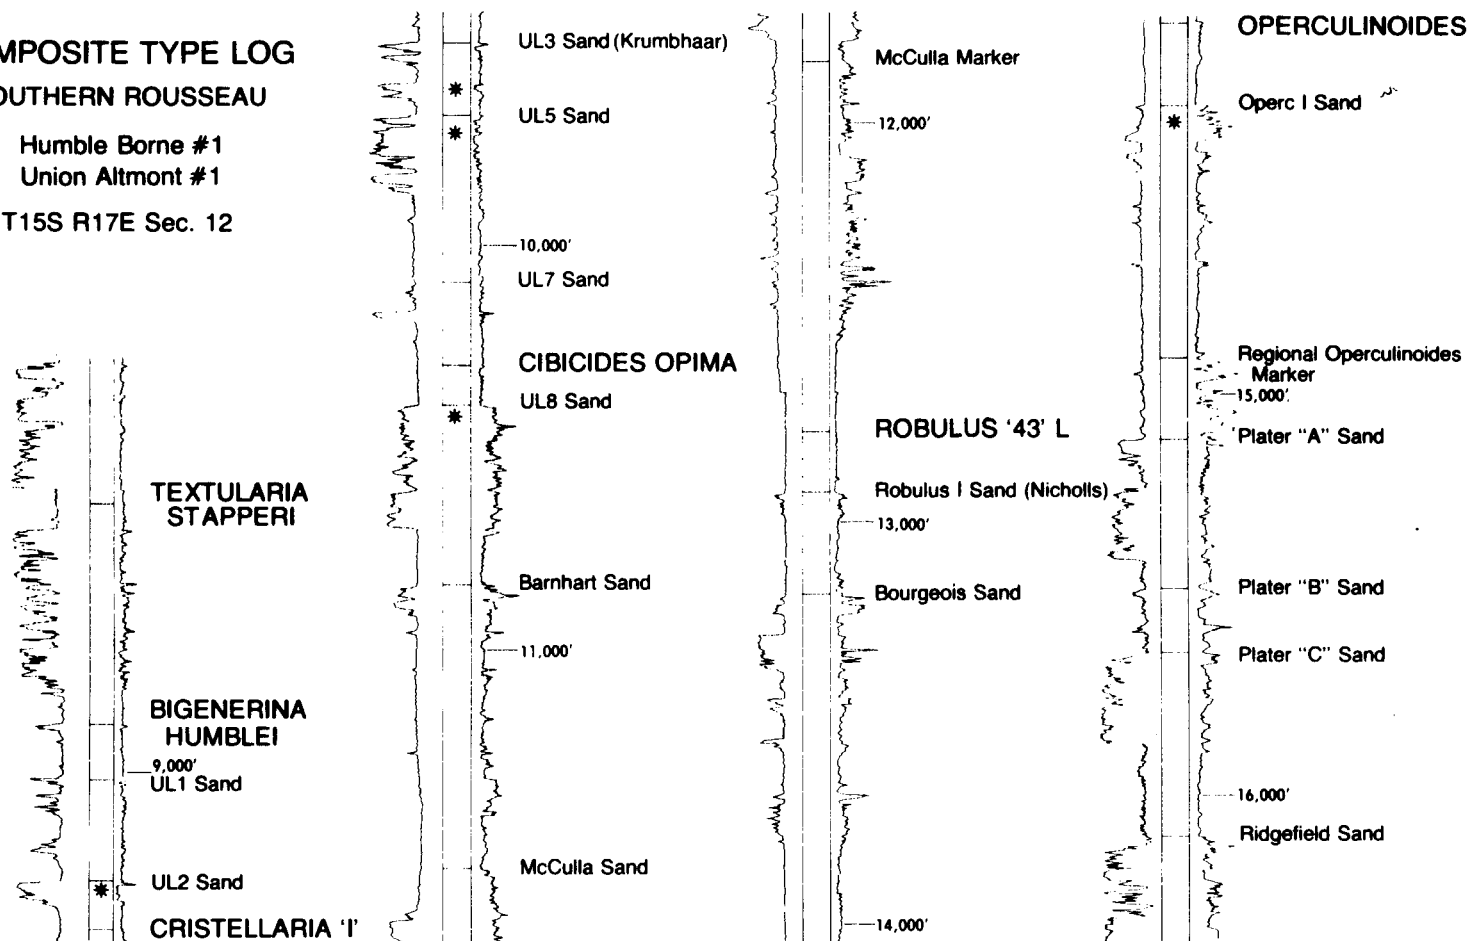 MPOSITE TYPE LOG
OUTHERN ROUSSEAU
Humble Borne #1
Union Altmont #1
T15S R17E Sec. 12
TEXTULARIA
STAPPERI
BIGENERINA
HUMBLEI
9,000'
UL1 Sand
UL2 Sand
CRISTELLARIA 'I'
UL3 Sand (Krumbhaar)
UL5 Sand
10,000'
UL7 Sand
CIBICIDES OPIMA
UL8 Sand
Barnhart Sand
11,000'
McCulla Sand
McCulla Marker
12,000'
ROBULUS '43' L
Robulus I Sand (Nicholls)
13,000'
Bourgeois Sand
14,000'
OPERCULINOIDES
Operc I Sand
Regional Operculinoides
Marker
15,000'
Plater "A" Sand
Plater "B" Sand
Plater "C" Sand
16,000'
Ridgefield Sand